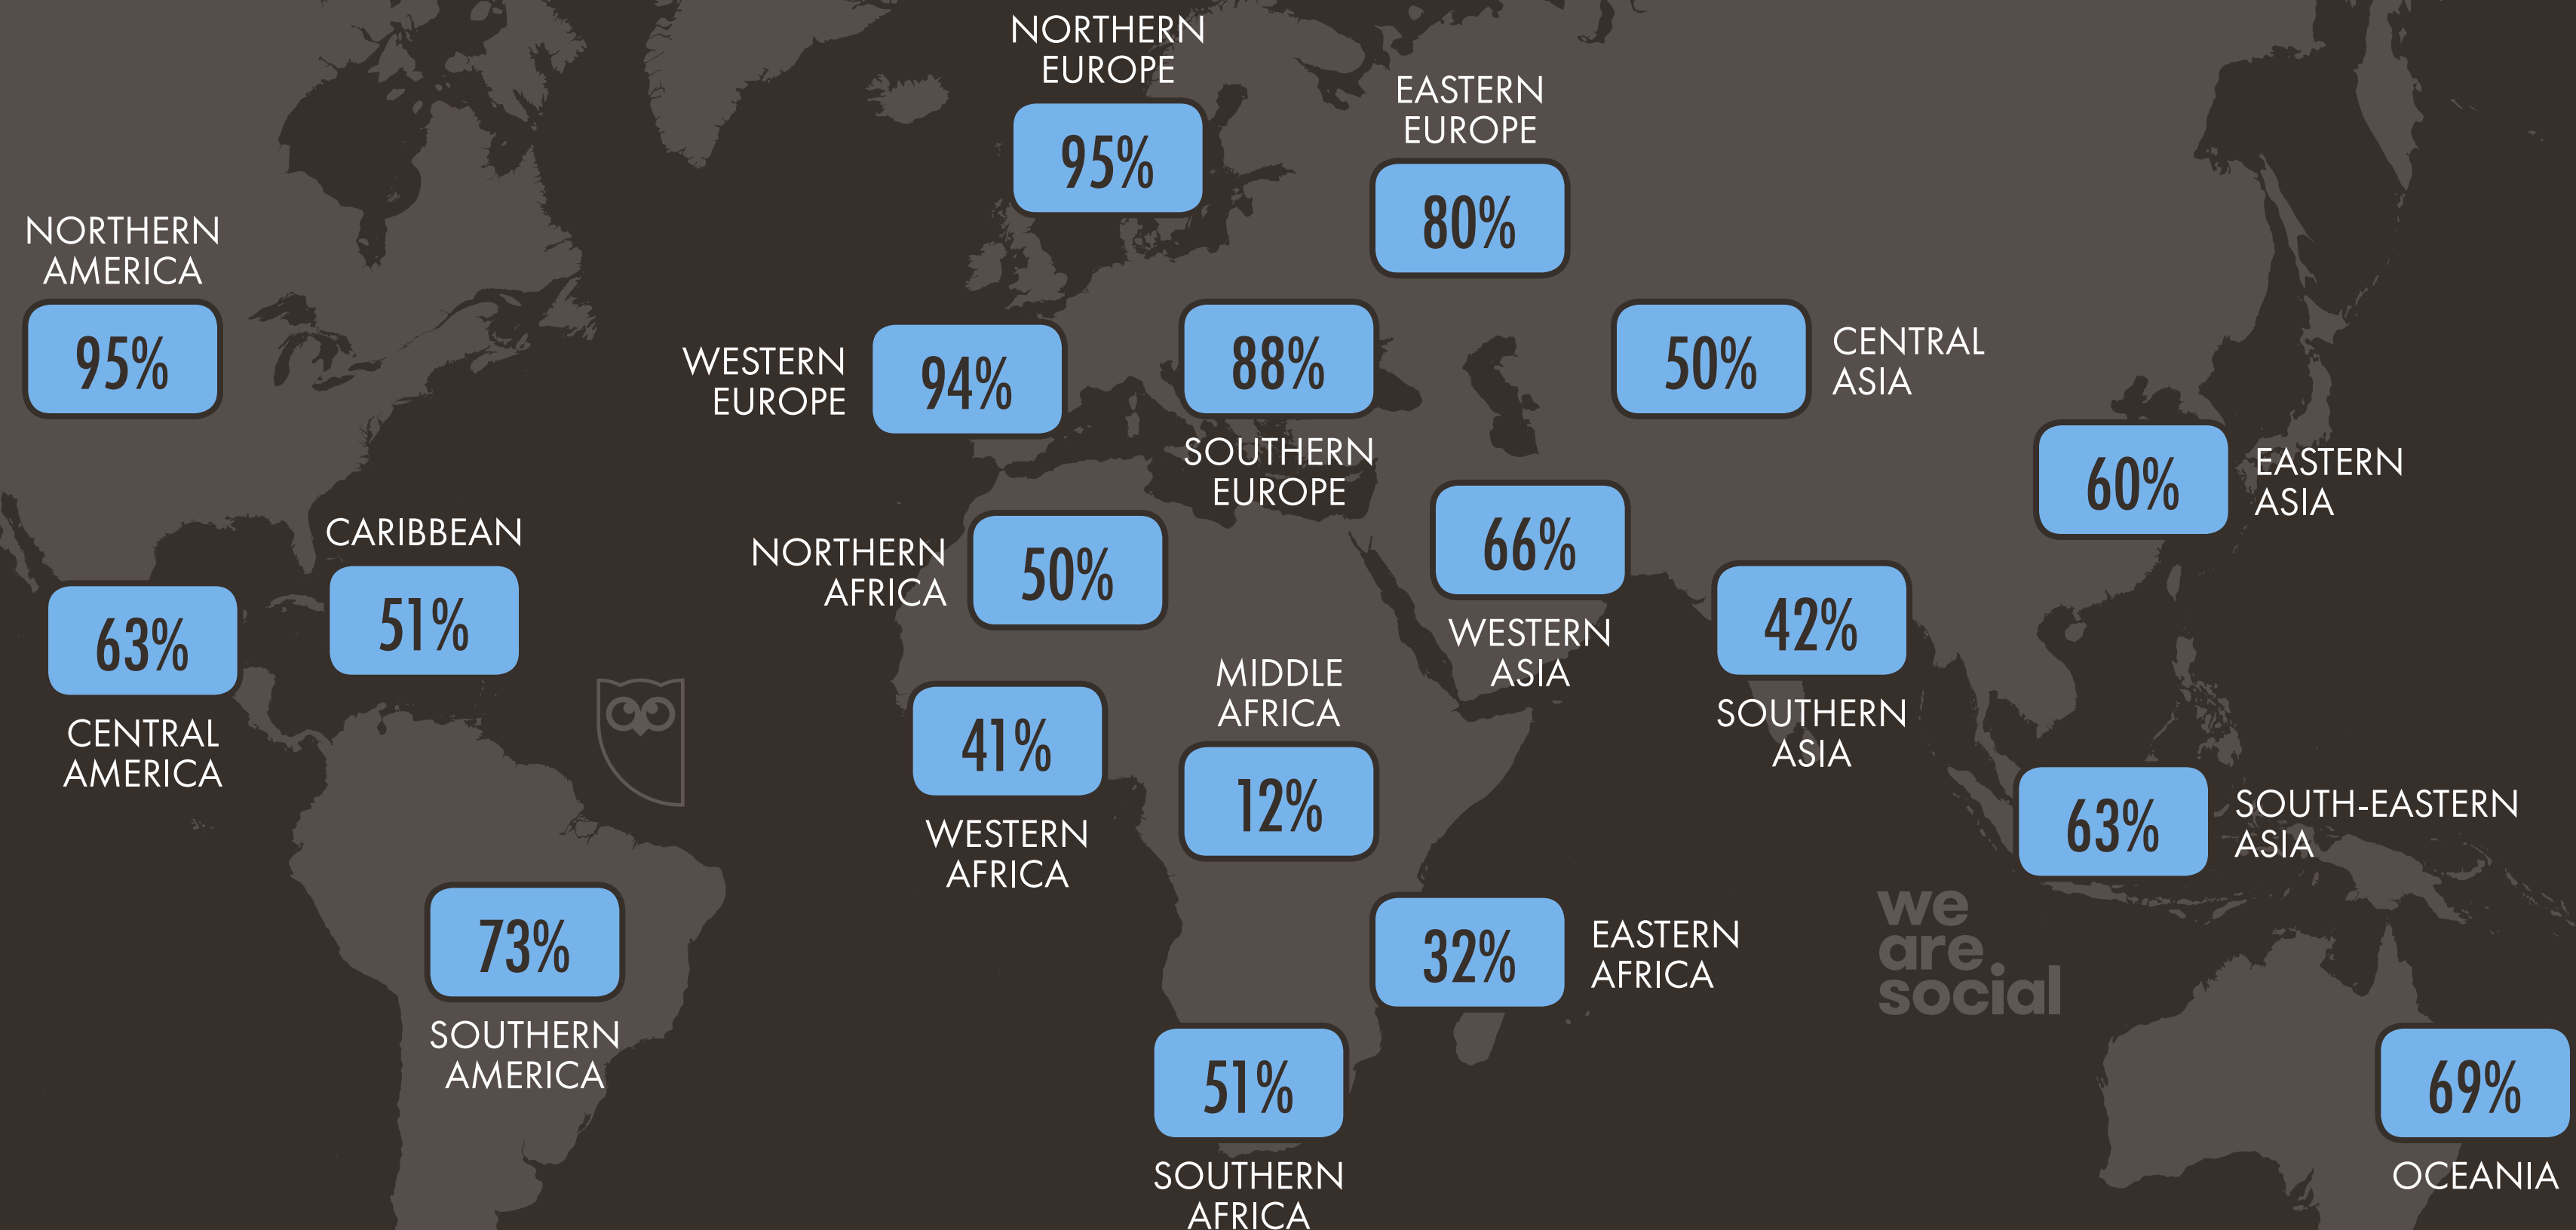 NORTHERN
EUROPE
95%
EASTERN
EUROPE
80%
NORTHERN
AMERICA
95%
WESTERN
EUROPE
94%
88%
SOUTHERN
EUROPE
50%
CENTRAL
ASIA
60%
EASTERN
ASIA
CARIBBEAN
51%
63%
CENTRAL
AMERICA
NORTHERN
AFRICA
50%
66%
WESTERN
ASIA
42%
SOUTHERN
ASIA
41%
WESTERN
AFRICA
MIDDLE
AFRICA
12%
63%
SOUTH-EASTERN
ASIA
73%
SOUTHERN
AMERICA
32%
EASTERN
AFRICA
we
are
social
51%
SOUTHERN
AFRICA
69%
OCEANIA